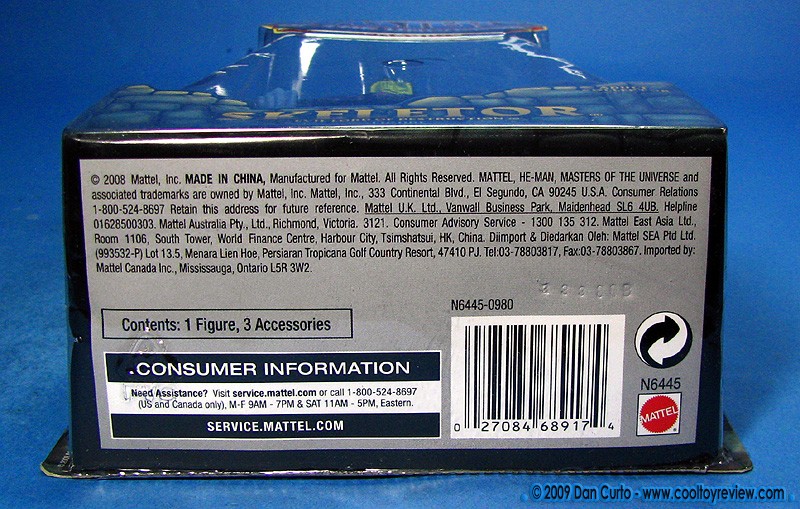 SKELETOR
© 2008 Mattel, Inc. MADE IN CHINA, Manufactured for Mattel. All Rights Reserved. MATTEL, HE-MAN, MASTERS OF THE UNIVERSE and
associated trademarks are owned by Mattel, Inc. Mattel, Inc., 333 Continental Blvd., El Segundo, CA 90245 U.S.A. Consumer Relations
1-800-524-8697 Retain this address for future reference. Mattel U.K. Ltd., Vanwall Business Park, Maidenhead SL6 4UB. Helpline
01628500303. Mattel Australia Pty., Ltd., Richmond, Victoria. 3121. Consumer Advisory Service - 1300 135 312. Mattel East Asia Ltd.,
Room 1106, South Tower, World Finance Centre, Harbour City, Tsimshatsui, HK, China. Diimport & Diedarkan Oleh: Mattel SEA Ptd Ltd.
(993532-P) Lot 13.5, Menara Lien Hoe, Persiaran Tropicana Golf Country Resort, 47410 PJ. Tel:03-78803817, Fax:03-78803867. Imported by:
Mattel Canada Inc., Mississauga, Ontario L5R 3W2.
N6445-0980
Contents: 1 Figure, 3 Accessories
CONSUMER INFORMATION
Need Assistance? Visit service.mattel.com or call 1-800-524-8697
(US and Canada only), M-F 9AM - 7PM & SAT 11AM - 5PM, Eastern.
SERVICE.MATTEL.COM
0 27084 68917 4
N6445
MATTEL
© 2009 Dan Curto - www.cooltoyreview.com